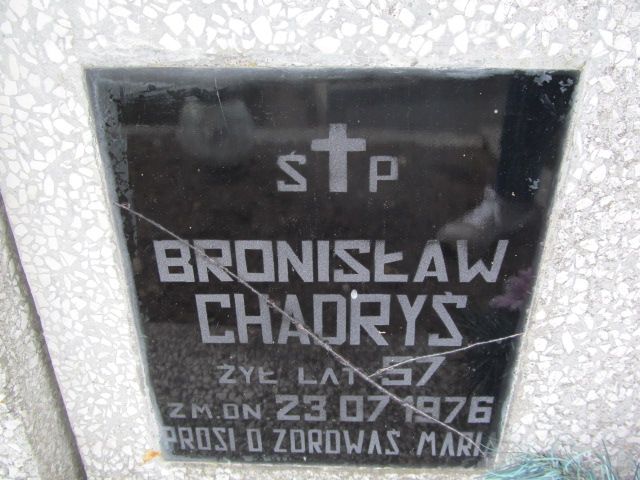 Ś P
BRONISŁAW
CHADRYŚ
ŻYŁ LAT 57
ZM. DN 23 07 1976
PROSI O ZDROWAŚ MARIA